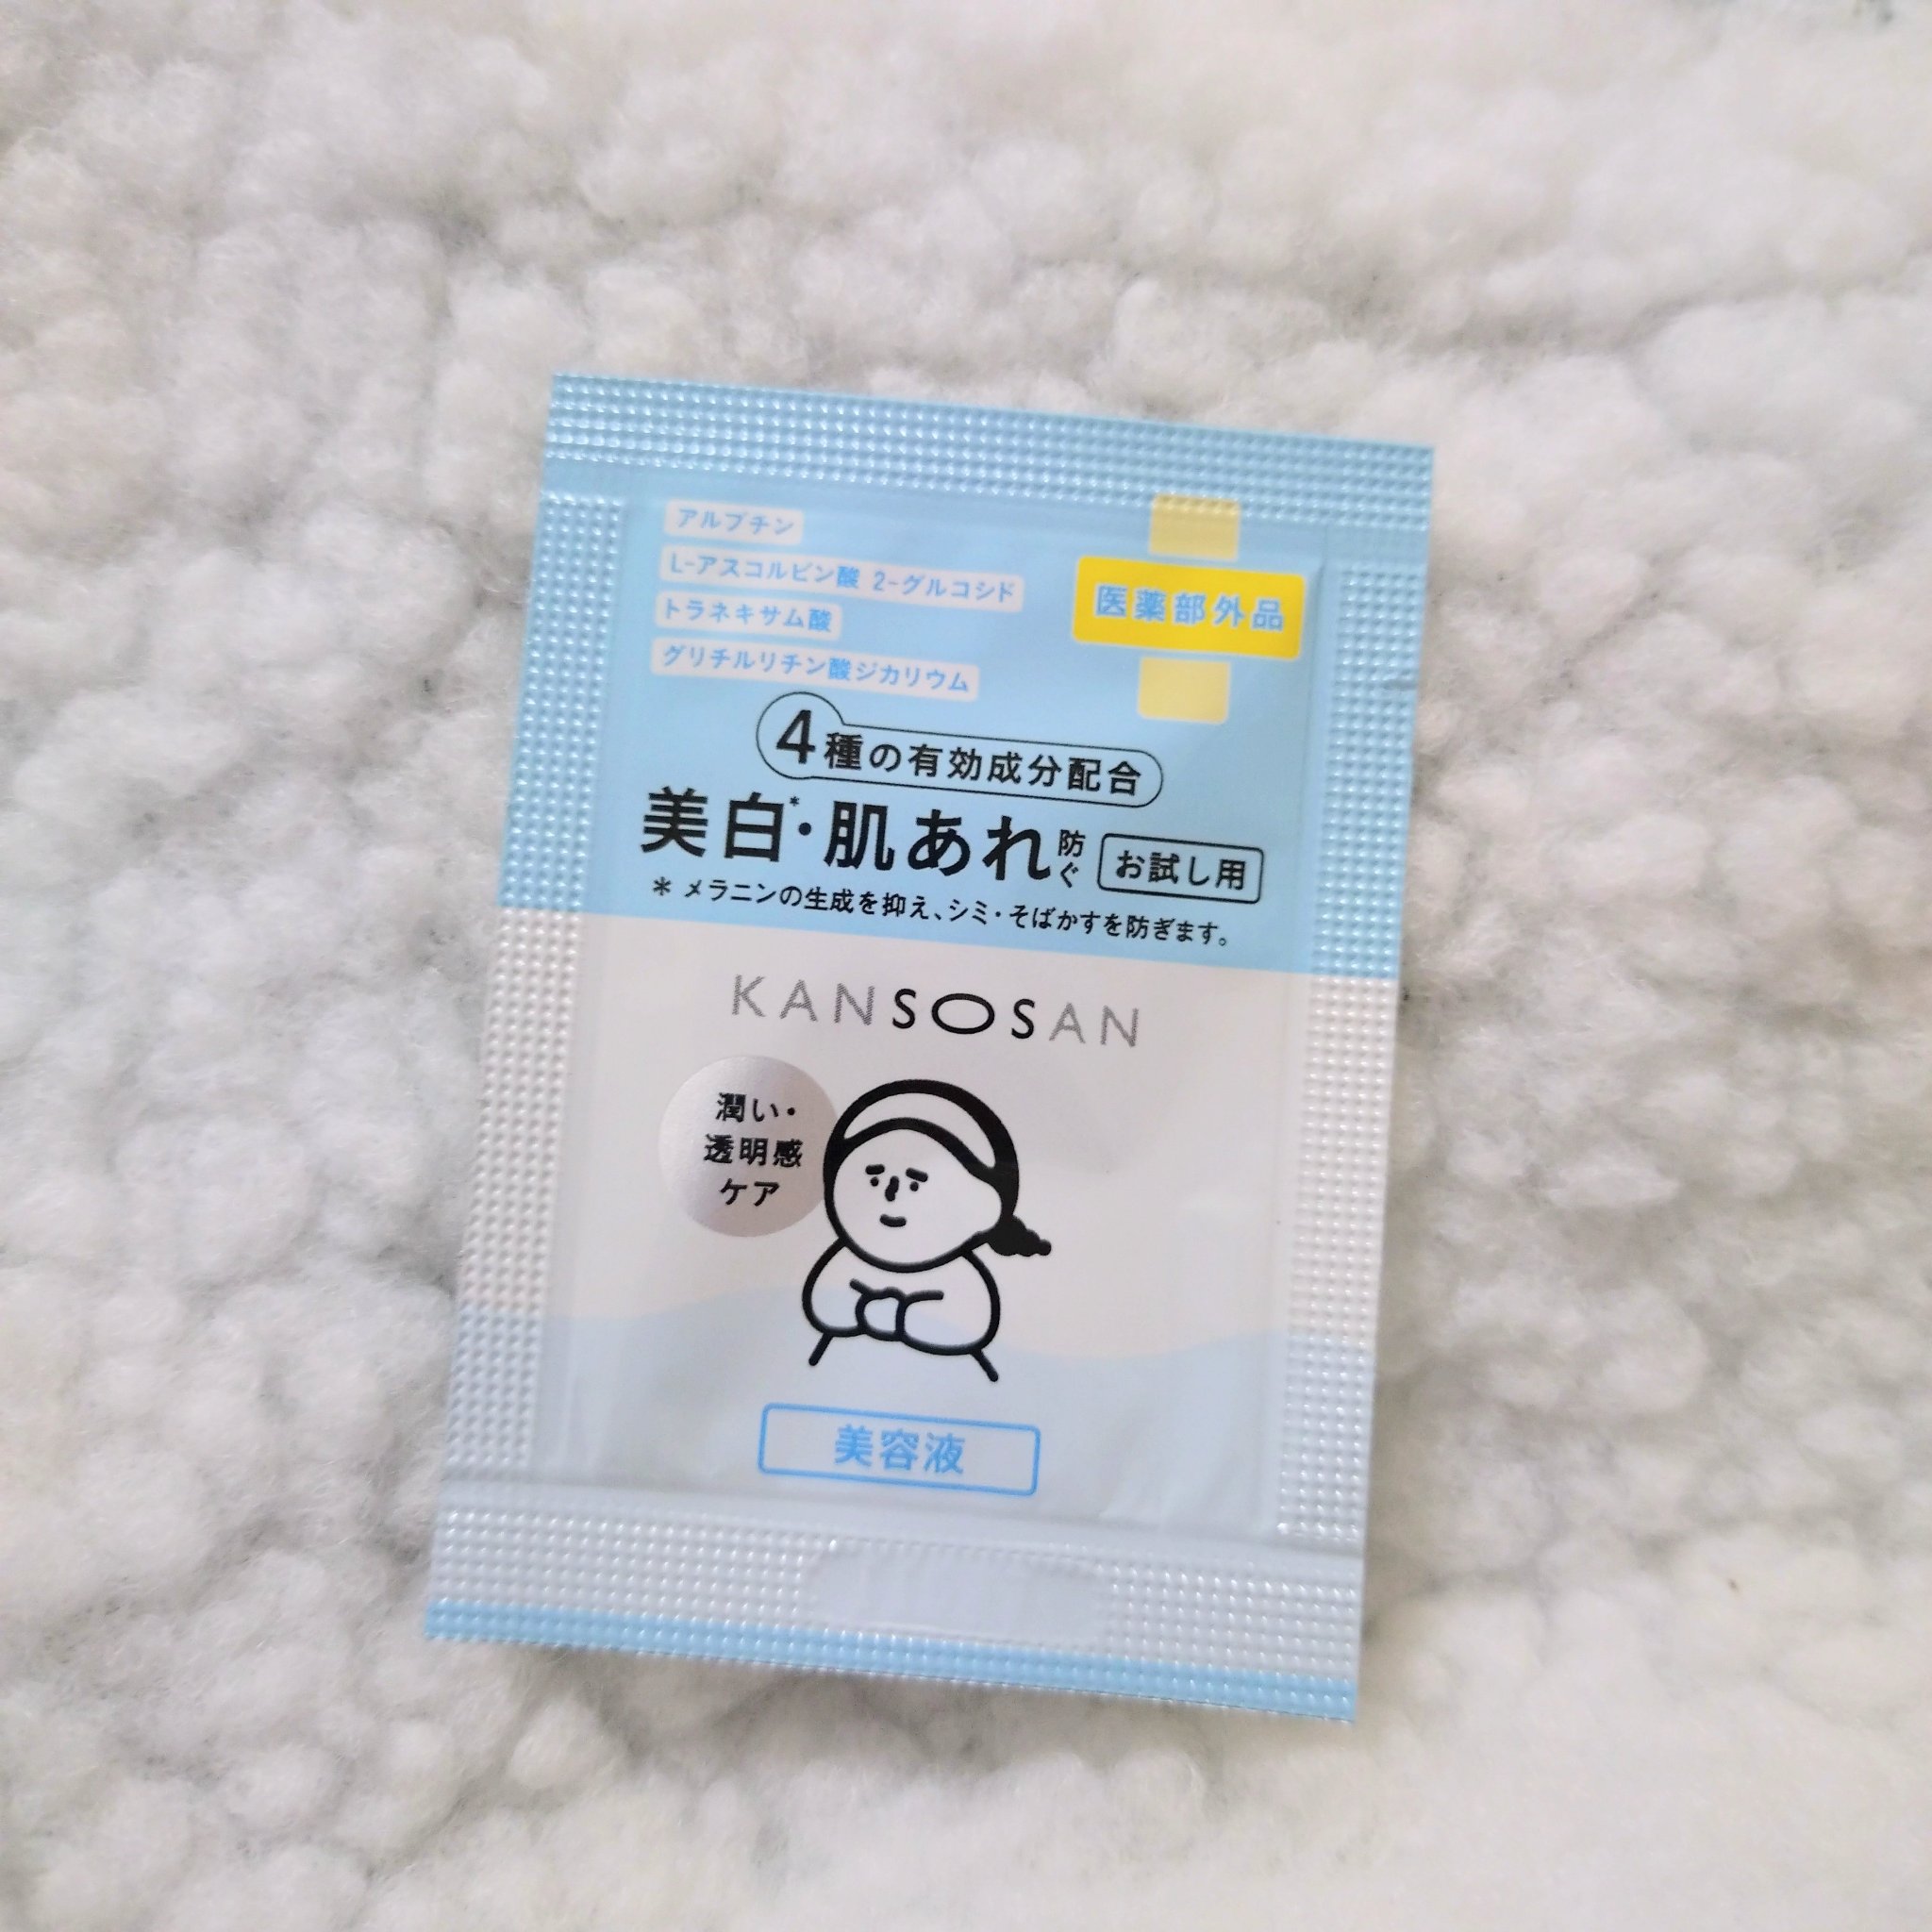 アルブチン
L-アスコルビン酸 2-グルコシド
トラネキサム酸
グリチルリチン酸ジカリウム
医薬部外品
4種の有効成分配合
美白*・肌あれ防ぐ お試し用
＊ メラニンの生成を抑え、シミ・そばかすを防ぎます。
KANSOSAN
潤い・
透明感
ケア
美容液